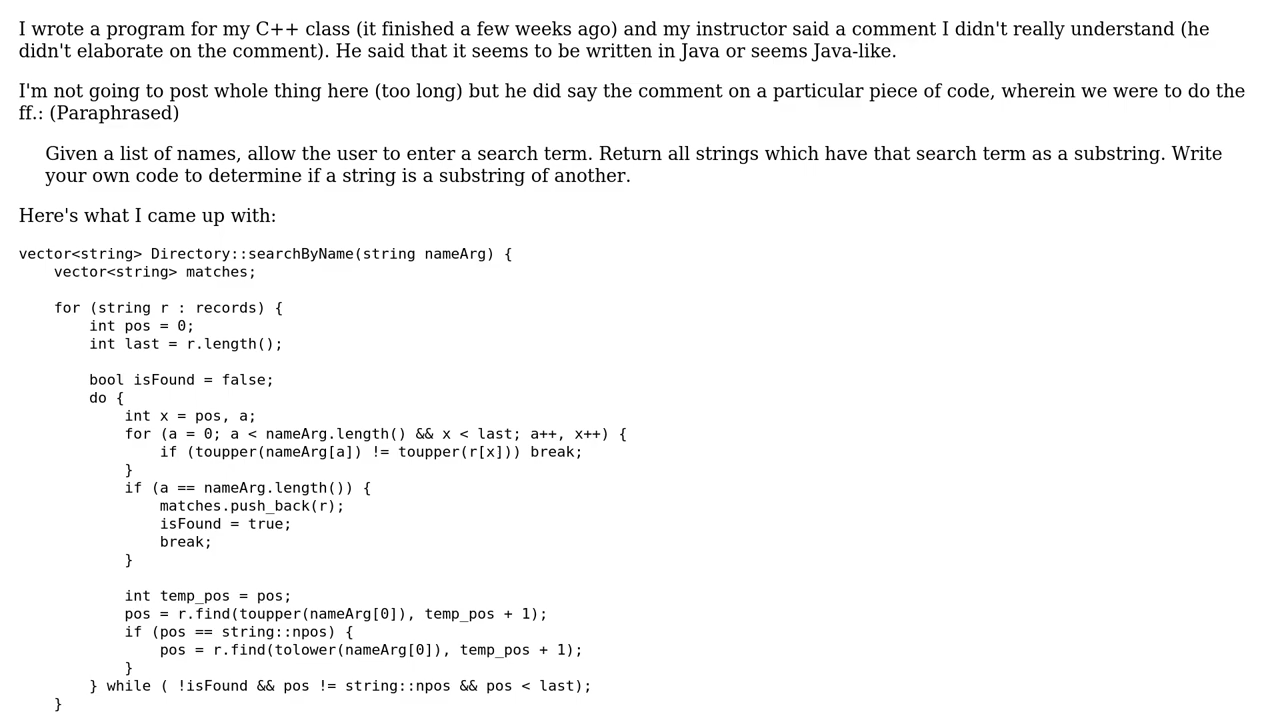 I wrote a program for my C++ class (it finished a few weeks ago) and my instructor said a comment I didn't really understand (he
didn't elaborate on the comment). He said that it seems to be written in Java or seems Java-like.
I'm not going to post whole thing here (too long) but he did say the comment on a particular piece of code, wherein we were to do the
ff.: (Paraphrased)
Given a list of names, allow the user to enter a search term. Return all strings which have that search term as a substring. Write
your own code to determine if a string is a substring of another.
Here's what I came up with:
vector<string> Directory::searchByName(string nameArg) {
    vector<string> matches;
    for (string r : records) {
        int pos = 0;
        int last = r.length();
        bool isFound = false;
        do {
            int x = pos, a;
            for (a = 0; a < nameArg.length() && x < last; a++, x++) {
                if (toupper(nameArg[a]) != toupper(r[x])) break;
            }
            if (a == nameArg.length()) {
                matches.push_back(r);
                isFound = true;
                break;
            }
            int temp_pos = pos;
            pos = r.find(toupper(nameArg[0]), temp_pos + 1);
            if (pos == string::npos) {
                pos = r.find(tolower(nameArg[0]), temp_pos + 1);
            }
        } while ( !isFound && pos != string::npos && pos < last);
    }